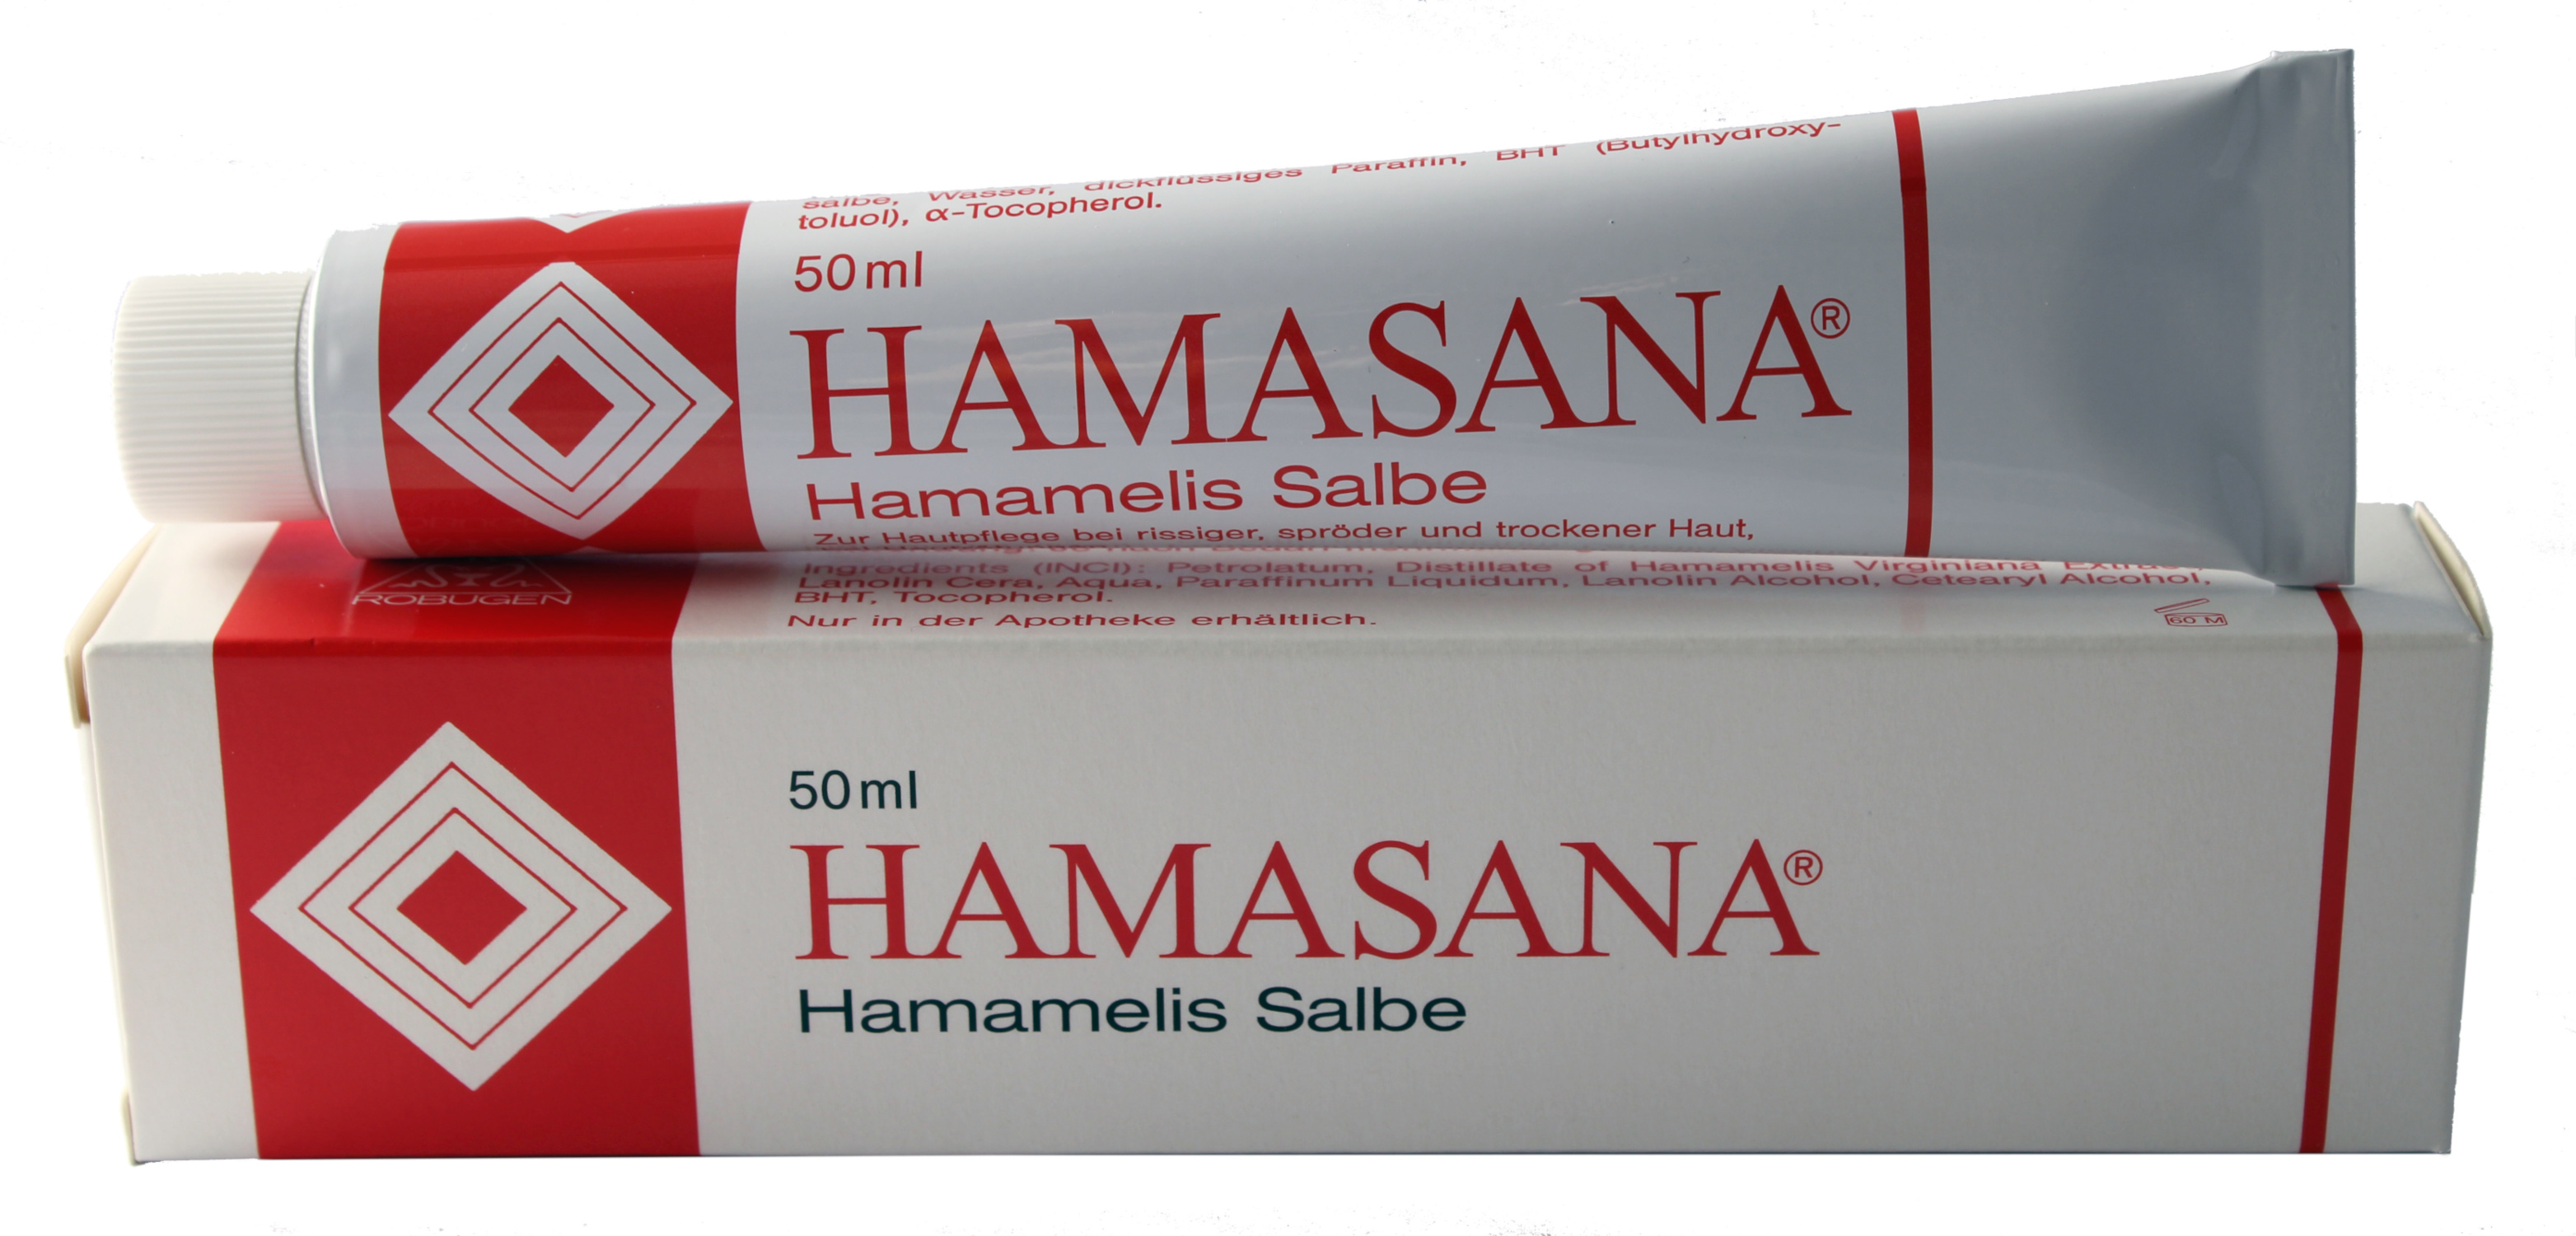 salbe, Wasser, dickflüssiges Paraffin, BHT (Butylhydroxy-
toluol), α-Tocopherol.
50 ml
HAMASANA®
Hamamelis Salbe
Zur Hautpflege bei rissiger, spröder und trockener Haut,
Ingredients (INCI): Petrolatum, Distillate of Hamamelis Virginiana Extract,
Lanolin Cera, Aqua, Paraffinum Liquidum, Lanolin Alcohol, Cetearyl Alcohol,
BHT, Tocopherol.
Nur in der Apotheke erhältlich.
60 M
ROBUGEN
50 ml
HAMASANA®
Hamamelis Salbe